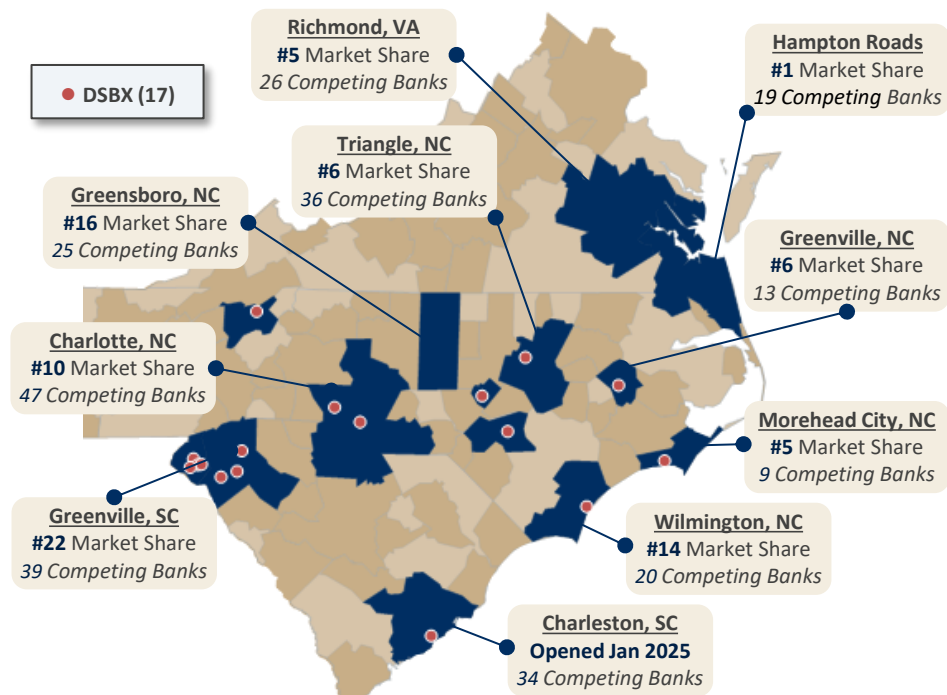 Richmond, VA
#5 Market Share
26 Competing Banks
Hampton Roads
#1 Market Share
19 Competing Banks
DSBX (17)
Triangle, NC
#6 Market Share
36 Competing Banks
Greensboro, NC
#16 Market Share
25 Competing Banks
Greenville, NC
#6 Market Share
13 Competing Banks
Charlotte, NC
#10 Market Share
47 Competing Banks
Morehead City, NC
#5 Market Share
9 Competing Banks
Greenville, SC
#22 Market Share
39 Competing Banks
Wilmington, NC
#14 Market Share
20 Competing Banks
Charleston, SC
Opened Jan 2025
34 Competing Banks